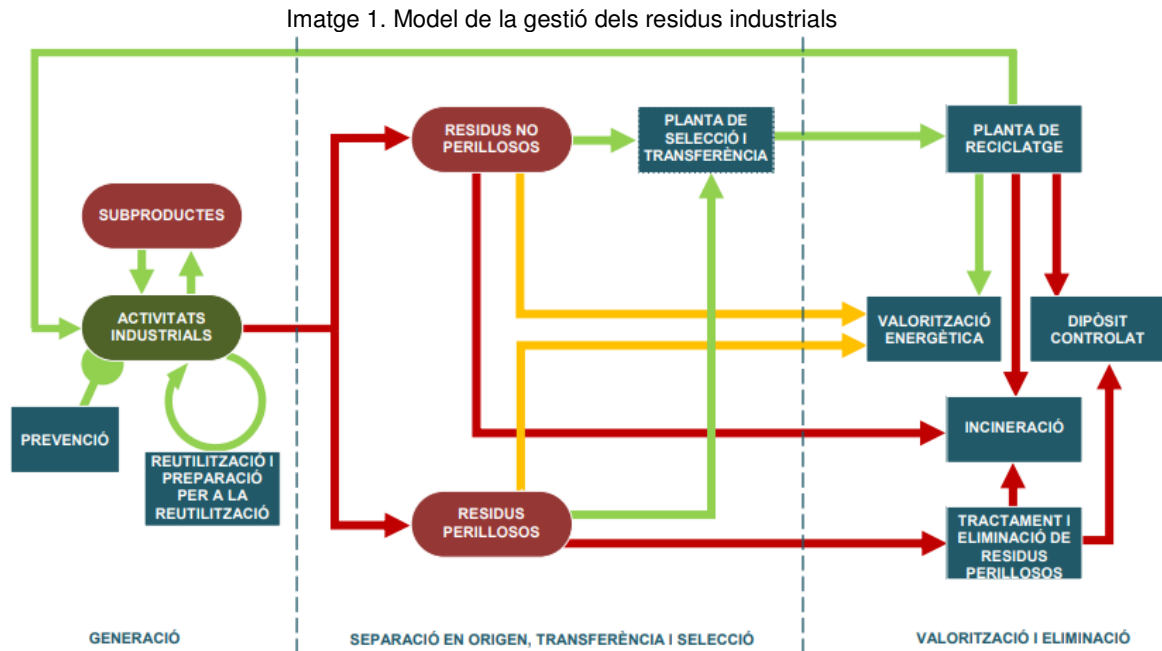 Imatge 1. Model de la gestió dels residus industrials
RESIDUS NO
PERILLOSOS
PLANTA DE
SELECCIÓ I
TRANSFERÈNCIA
PLANTA DE
RECICLATGE
SUBPRODUCTES
ACTIVITATS
INDUSTRIALS
VALORITZACIÓ
ENERGÈTICA
DIPÒSIT
CONTROLAT
PREVENCIÓ
REUTILITZACIÓ I
PREPARACIÓ
PER A LA
REUTILITZACIÓ
INCINERACIÓ
RESIDUS
PERILLOSOS
TRACTAMENT I
ELIMINACIÓ DE
RESIDUS
PERILLOSOS
GENERACIÓ
SEPARACIÓ EN ORIGEN, TRANSFERÈNCIA I SELECCIÓ
VALORITZACIÓ I ELIMINACIÓ